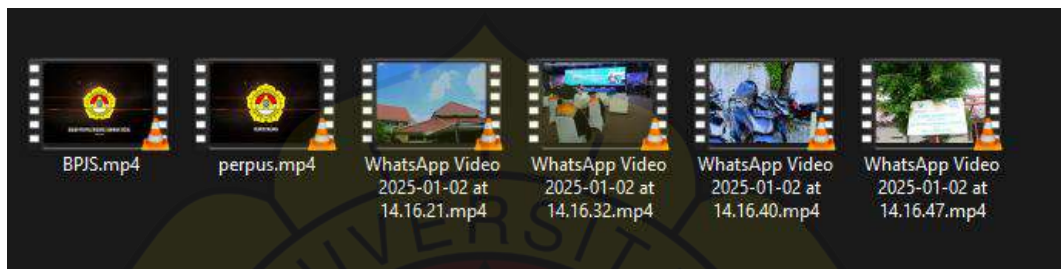 BPJS.mp4
perpus.mp4
WhatsApp Video
2025-01-02 at
14.16.21.mp4
WhatsApp Video
2025-01-02 at
14.16.32.mp4
WhatsApp Video
2025-01-02 at
14.16.40.mp4
WhatsApp Video
2025-01-02 at
14.16.47.mp4